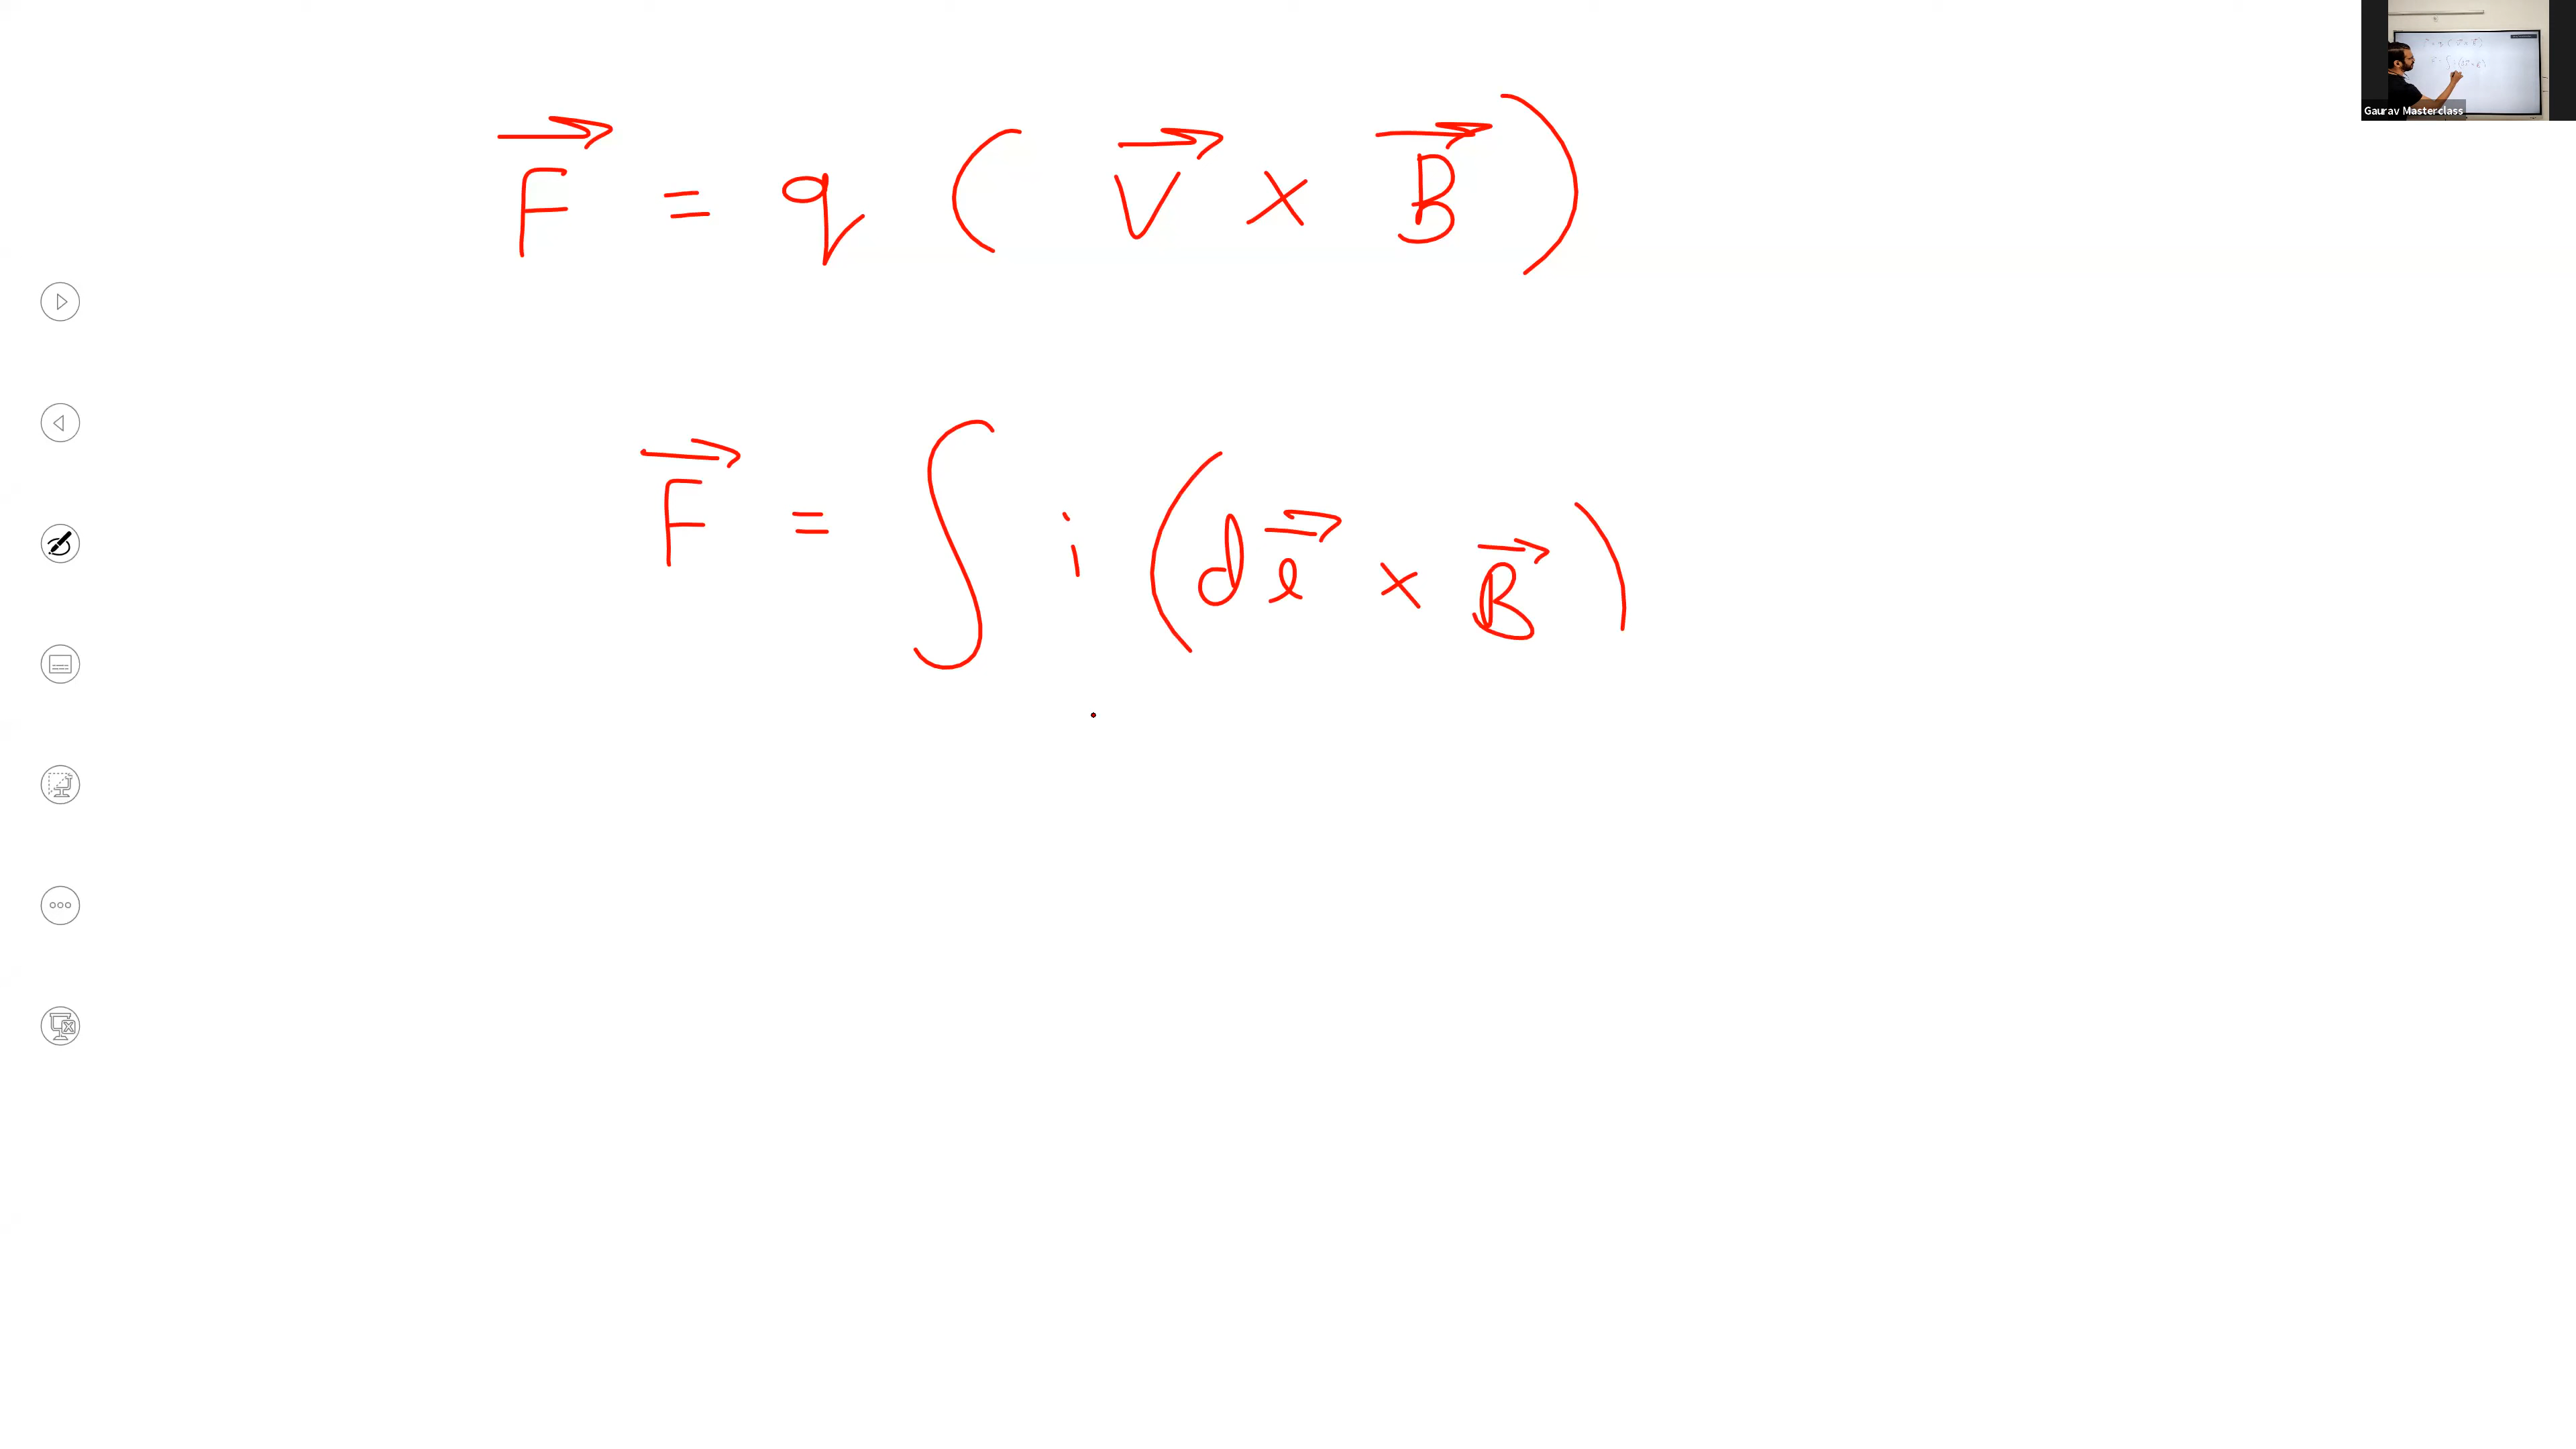 Gaurav Masterclass
F⃗ = q ( V⃗ × B⃗ )
F⃗ = ∫ i ( dl⃗ × B⃗ )